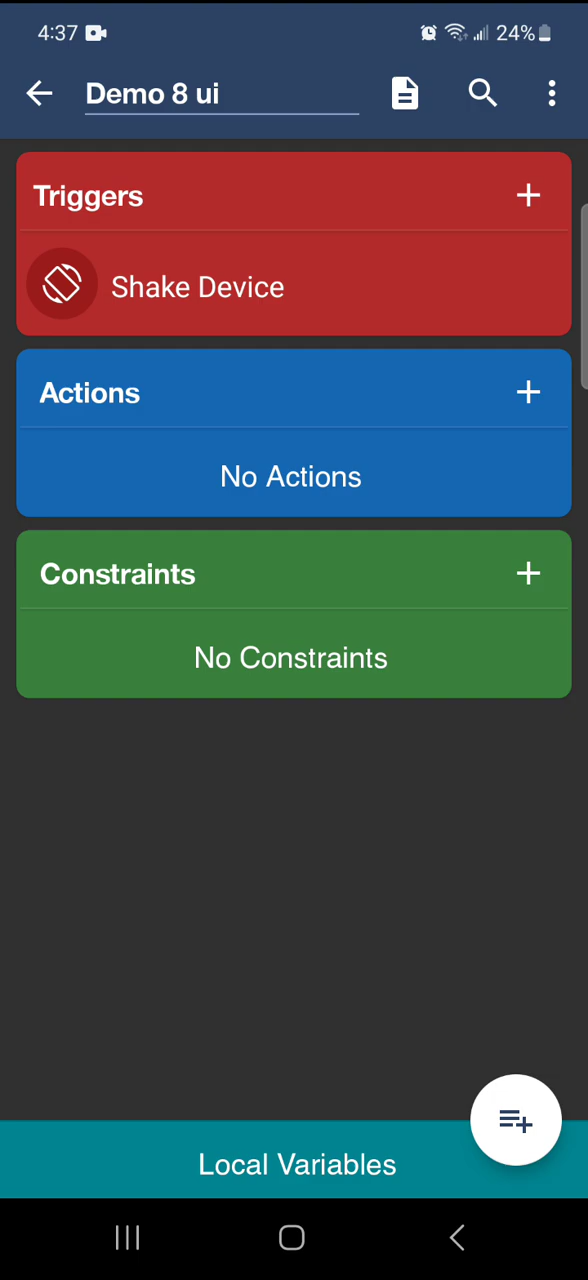 4:37
24%
Demo 8 ui
Triggers
Shake Device
Actions
No Actions
Constraints
No Constraints
Local Variables